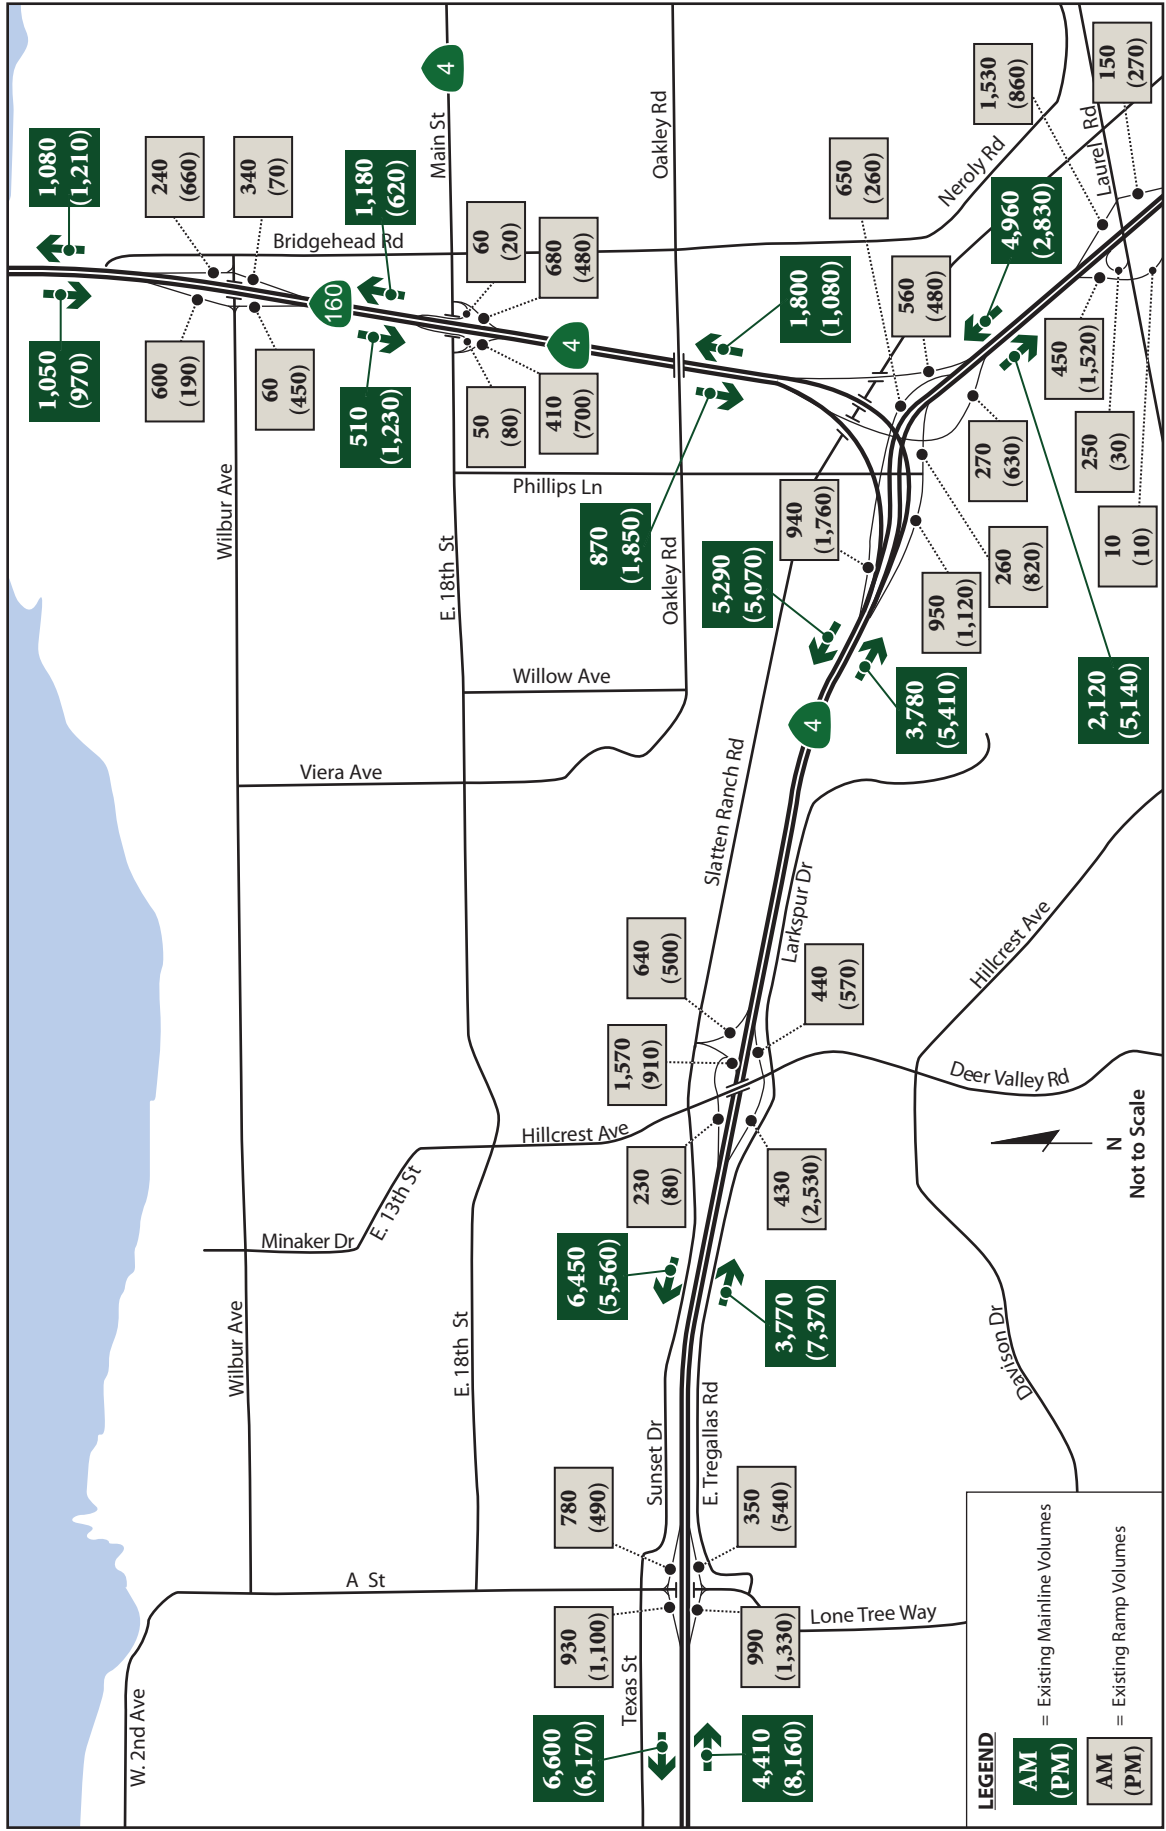 1,080
(1,210)
240
(660)
340
(70)
1,180
(620)
Main St
4
Oakley Rd
1,530
(860)
150
(270)
Laurel Rd
Neroly Rd
650
(260)
4,960
(2,830)
Bridgehead Rd
60
(20)
680
(480)
1,050
(970)
600
(190)
60
(450)
160
510
(1,230)
50
(80)
410
(700)
4
1,800
(1,080)
560
(480)
450
(1,520)
250
(30)
10
(10)
270
(630)
260
(820)
950
(1,120)
940
(1,760)
870
(1,850)
Phillips Ln
Wilbur Ave
E. 18th St
Oakley Rd
5,290
(5,070)
3,780
(5,410)
2,120
(5,140)
Willow Ave
Viera Ave
4
Slatten Ranch Rd
Larkspur Dr
640
(500)
1,570
(910)
440
(570)
Hillcrest Ave
Deer Valley Rd
Hillcrest Ave
E. 13th St
Minaker Dr
230
(80)
430
(2,530)
N
Not to Scale
6,450
(5,560)
3,770
(7,370)
Wilbur Ave
E. 18th St
Davison Dr
Sunset Dr
E. Tregallas Rd
780
(490)
350
(540)
A St
930
(1,100)
990
(1,330)
Lone Tree Way
Texas St
W. 2nd Ave
6,600
(6,170)
4,410
(8,160)
LEGEND
AM
(PM)
= Existing Mainline Volumes
AM
(PM)
= Existing Ramp Volumes